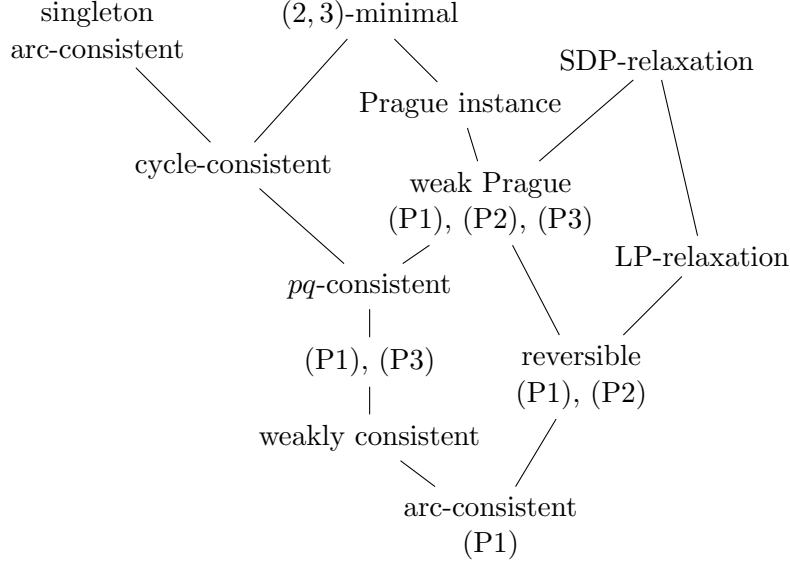 singleton
arc-consistent
(2, 3)-minimal
SDP-relaxation
Prague instance
cycle-consistent
weak Prague
(P1), (P2), (P3)
LP-relaxation
pq-consistent
(P1), (P3)
reversible
(P1), (P2)
weakly consistent
arc-consistent
(P1)